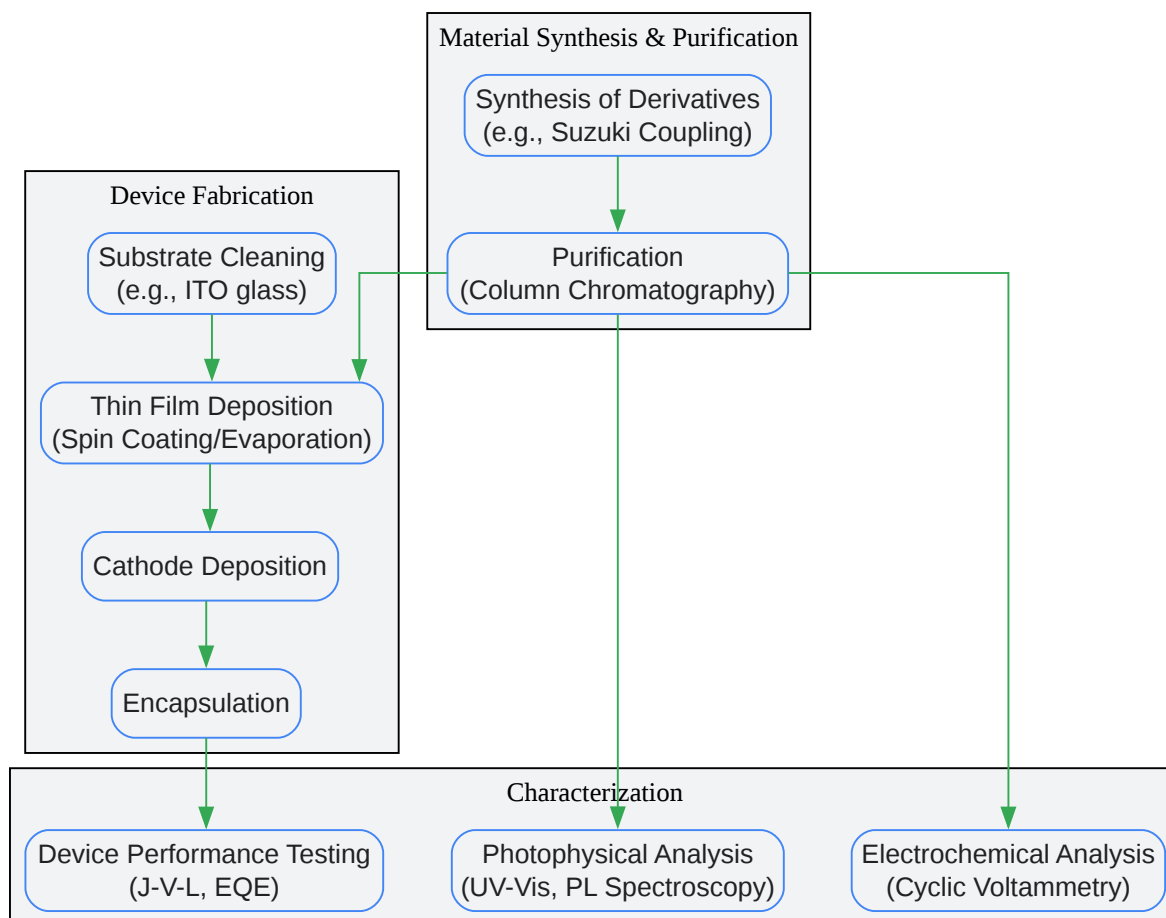 Material Synthesis & Purification
Synthesis of Derivatives
(e.g., Suzuki Coupling)
Purification
(Column Chromatography)
Device Fabrication
Substrate Cleaning
(e.g., ITO glass)
Thin Film Deposition
(Spin Coating/Evaporation)
Cathode Deposition
Encapsulation
Characterization
Device Performance Testing
(J-V-L, EQE)
Photophysical Analysis
(UV-Vis, PL Spectroscopy)
Electrochemical Analysis
(Cyclic Voltammetry)